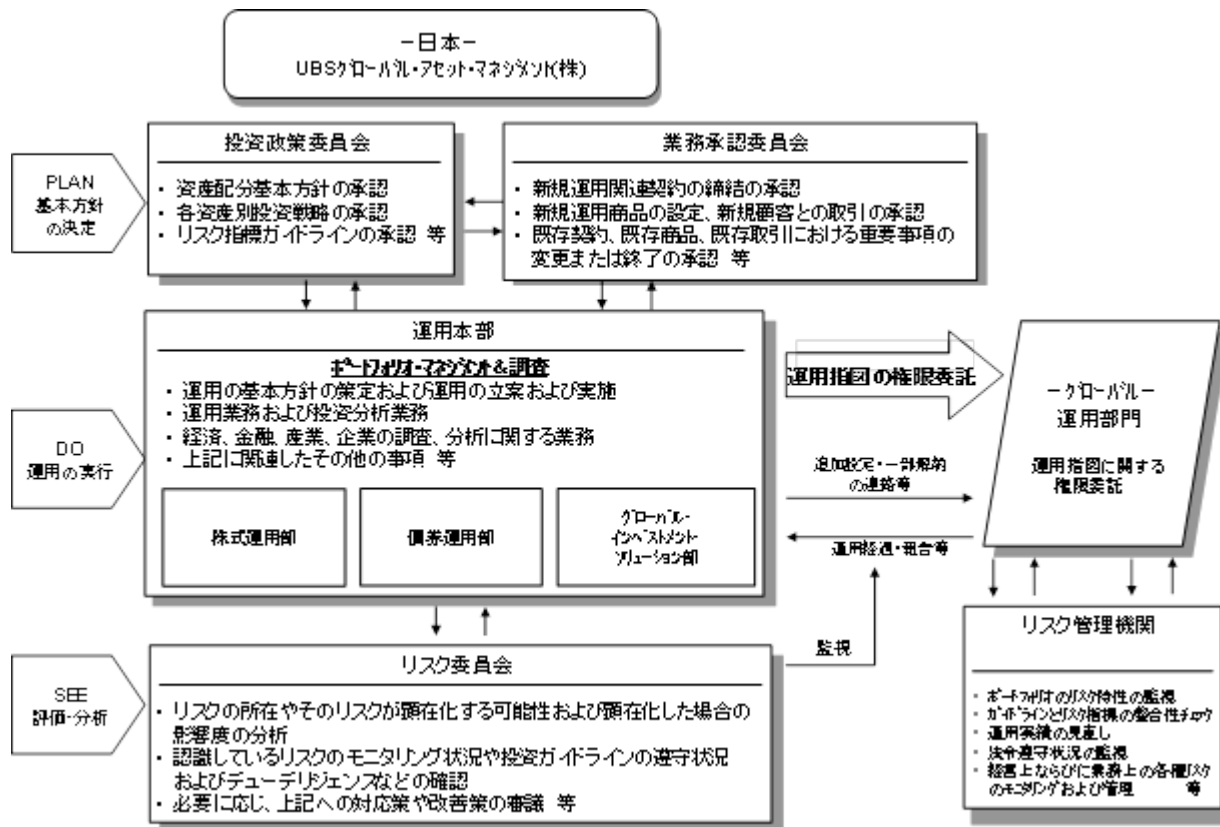 －日本－
UBSｸﾞﾛｰﾊﾞﾙ･アセット･マネジメント(株)
投資政策委員会
・ 資産配分基本方針の承認
・ 各資産別投資戦略の承認
・ リスク指標ガイドラインの承認 等
業務承認委員会
・ 新規運用関連契約の締結の承認
・ 新規運用商品の設定、新規顧客との取引の承認
・ 既存契約、既存商品、既存取引における重要事項の
変更または終了の承認 等
PLAN
基本方針
の決定
運用本部
ﾎﾟｰﾄﾌｫﾘｵ･マネジメント＆調査
・ 運用の基本方針の策定および運用の立案および実施
・ 運用業務および投資分析業務
・ 経済、金融、産業、企業の調査、分析に関する業務
・ 上記に関連したその他の事項 等
株式運用部
債券運用部
ｸﾞﾛｰﾊﾞﾙ･
ｲﾝﾍﾞｽﾄﾒﾝﾄ･
ｿﾘｭｰｼｮﾝ部
DO
運用の実行
運用指図の権限委託
追加設定・一部解約
の連絡等
運用経過・報告等
－ｸﾞﾛｰﾊﾞﾙ－
運用部門
運用指図に関する
権限委託
監視
リスク委員会
・ リスクの所在やそのリスクが顕在化する可能性および顕在化した場合の
影響度の分析
・ 認識しているリスクのモニタリング状況や投資ガイドラインの遵守状況
およびデューデリジェンスなどの確認
・ 必要に応じ、上記への対応策や改善策の審議 等
SEE
評価･分析
リスク管理機関
・ ﾎﾟｰﾄﾌｫﾘｵのﾘｽｸ特性の監視
・ ｶﾞｲﾄﾞﾗｲﾝとﾘｽｸ指標の整合性ﾁｪｯｸ
・ 運用実績の見直し
・ 法令遵守状況の監視
・ 経営上ならびに業務上の各種ﾘｽｸ
のﾓﾆﾀﾘﾝｸﾞおよび管理 等